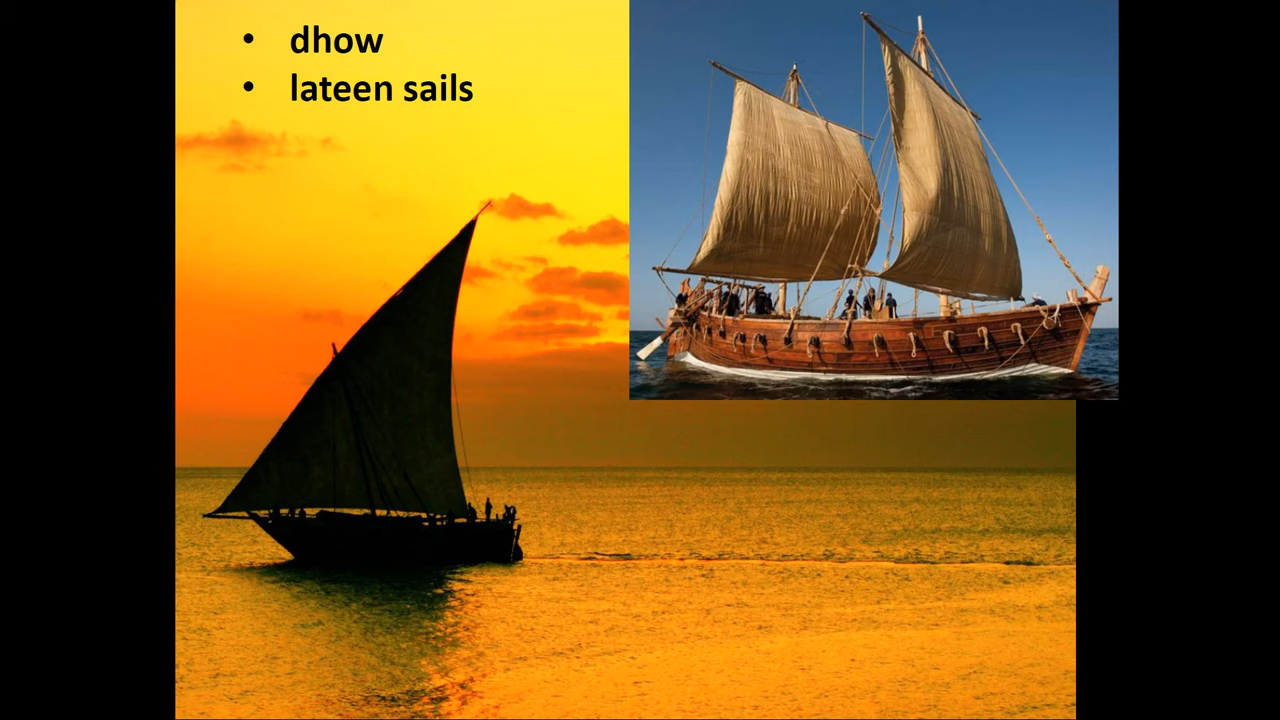 • dhow
• lateen sails